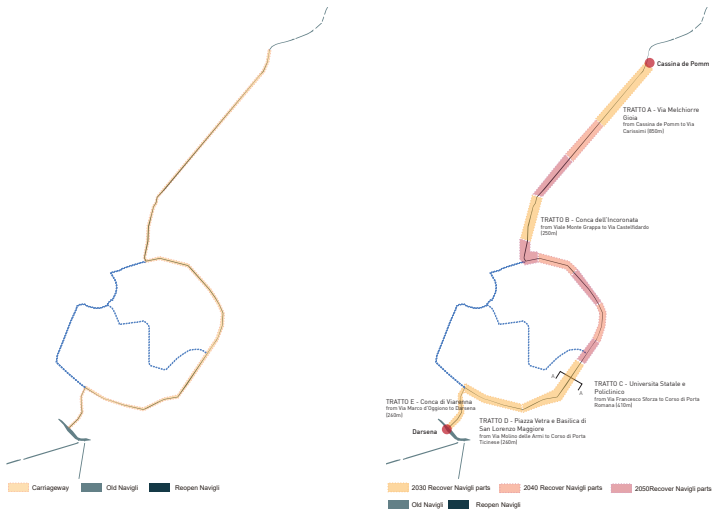 Cassina de Pomm
TRATTO A - Via Melchiorre
Gioia
from Cassina de Pomm to Via
Carissimi (850m)
TRATTO B - Conca dell'Incoronata
from Viale Monte Grappa to Via Castelfidardo
(250m)
A
A
TRATTO C - Università Statale e
Policlinico
from Via Francesco Sforza to Corso di Porta
Romana (410m)
TRATTO E - Conca di Viarenna
from Via Marco d'Oggiono to Darsena
(260m)
Darsena
TRATTO D - Piazza Vetra e Basilica di
San Lorenzo Maggiore
from Via Molino delle Armi to Corso di Porta
Ticinese (260m)
Carriageway
Old Navigli
Reopen Navigli
2030 Recover Navigli parts
2040 Recover Navigli parts
2050Recover Navigli parts
Old Navigli
Reopen Navigli